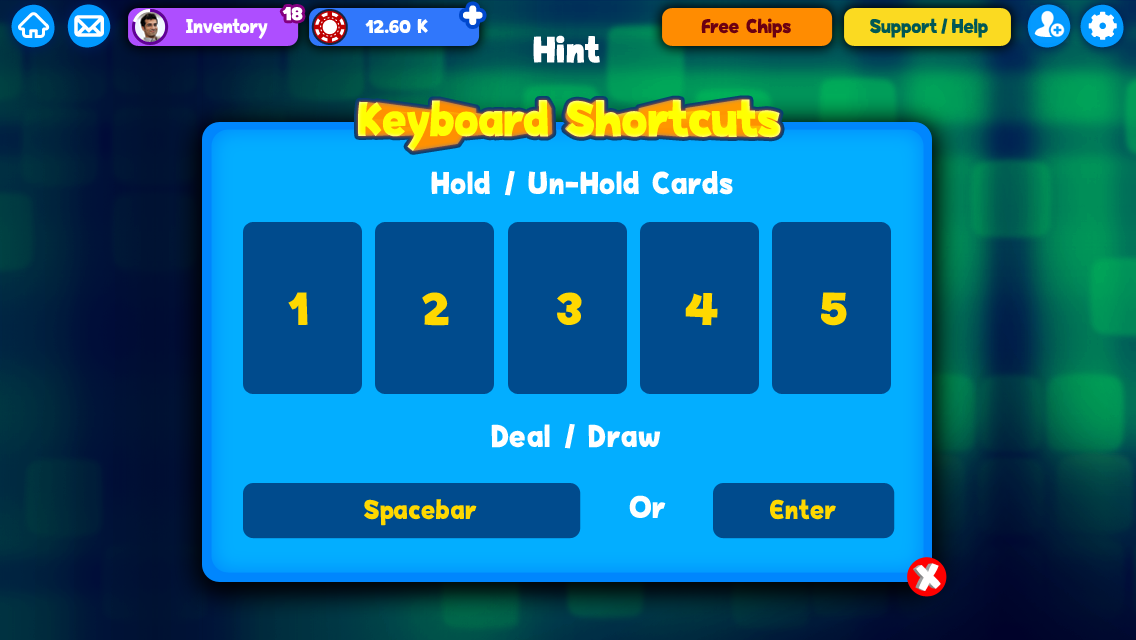 Inventory
18
12.60 K
Free Chips
Support / Help
Hint
Keyboard Shortcuts
Hold / Un-Hold Cards
1 2 3 4 5
Deal / Draw
Spacebar Or Enter
X